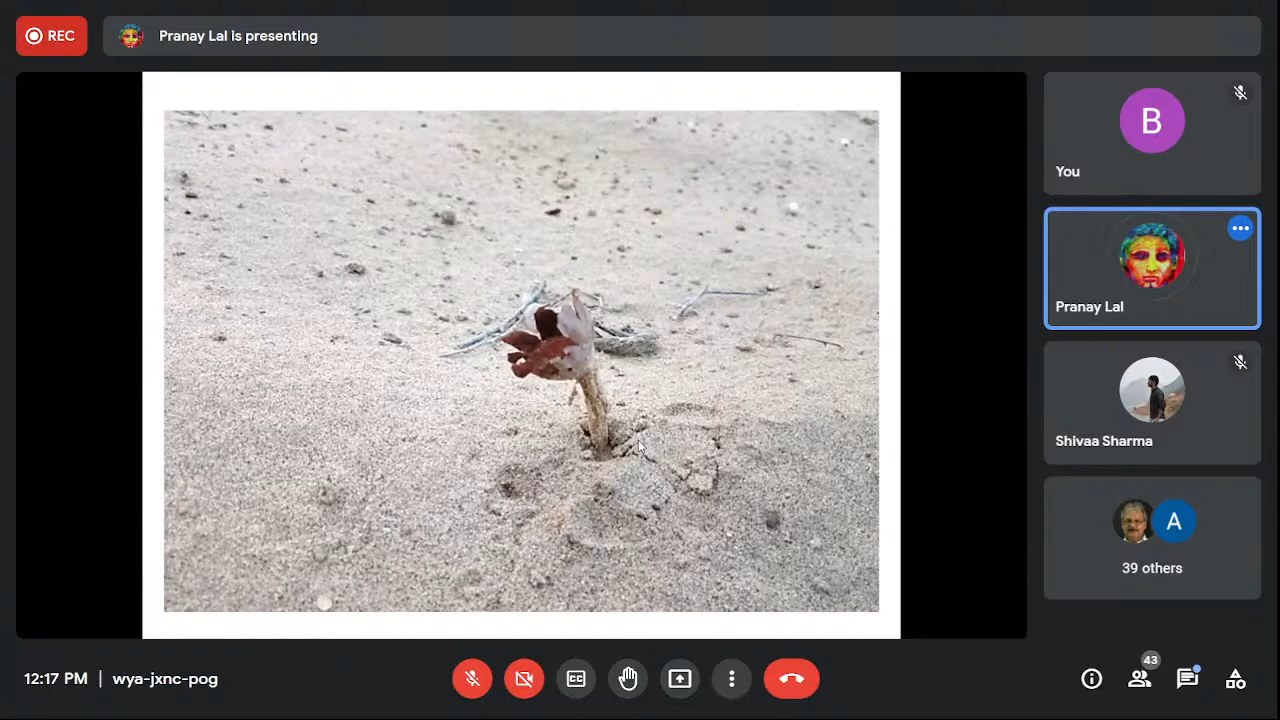 REC
Pranay Lal is presenting
B
You
Pranay Lal
Shivaa Sharma
A
39 others
12:17 PM | wya-jxnc-pog
CC
43